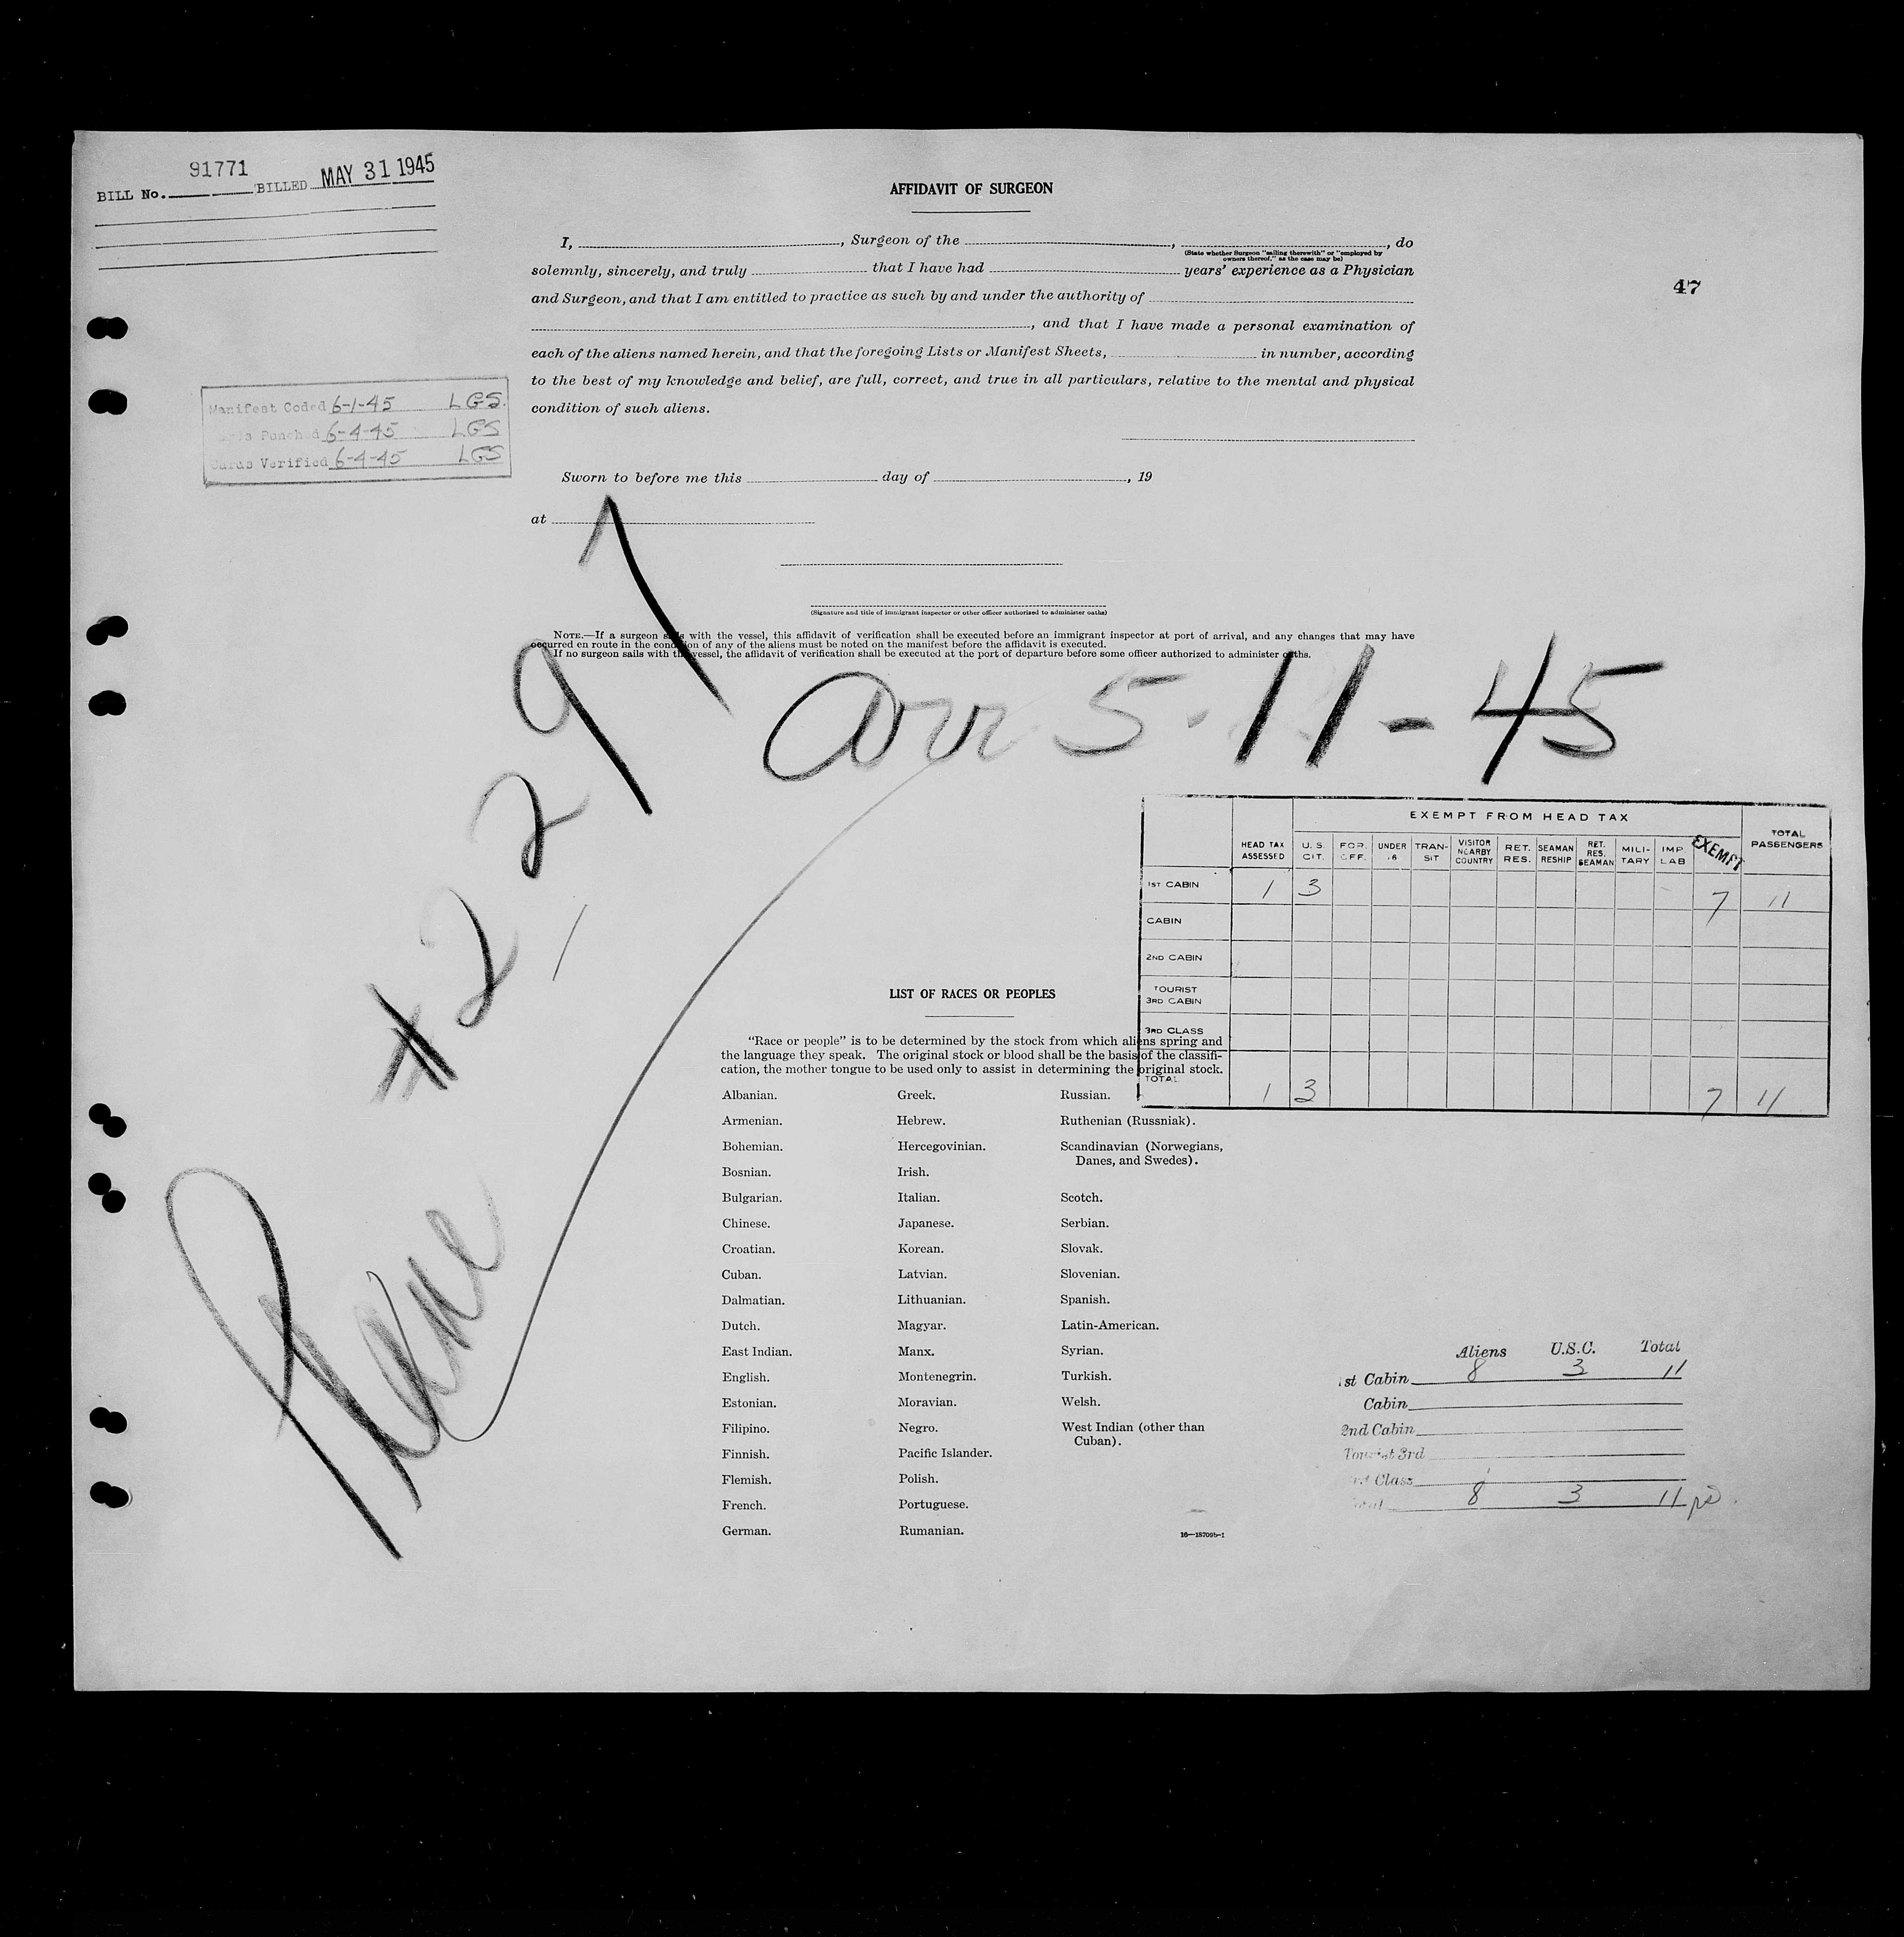 BILL No. 91771 BILLED MAY 31 1945
AFFIDAVIT OF SURGEON
I, , Surgeon of the , , do
(State whether Surgeon "sailing therewith" or "employed by
owners thereof," as the case may be)
solemnly, sincerely, and truly that I have had years' experience as a Physician
and Surgeon, and that I am entitled to practice as such by and under the authority of
, and that I have made a personal examination of
each of the aliens named herein, and that the foregoing Lists or Manifest Sheets, in number, according
to the best of my knowledge and belief, are full, correct, and true in all particulars, relative to the mental and physical
condition of such aliens.
47
Manifest Coded 6-1-45 LGS.
Punched 6-4-45 LGS
Cards Verified 6-4-45 LGS
Sworn to before me this day of , 19
at
(Signature and title of immigrant inspector or other officer authorized to administer oaths)
NOTE.—If a surgeon sails with the vessel, this affidavit of verification shall be executed before an immigrant inspector at port of arrival, and any changes that may have
occurred en route in the condition of any of the aliens must be noted on the manifest before the affidavit is executed.
If no surgeon sails with the vessel, the affidavit of verification shall be executed at the port of departure before some officer authorized to administer oaths.
Plane #2297
arr 5-11-45
EXEMPT FROM HEAD TAX
HEAD TAX ASSESSED U. S. CIT. FOR. OFF. UNDER 16 TRAN-SIT VISITOR NEARBY COUNTRY RET. RES. SEAMAN RESHIP RET. RES. SEAMAN MILI-TARY IMP. LAB EXEMPT TOTAL PASSENGERS
1ST CABIN 1 3 7 11
CABIN
2ND CABIN
TOURIST
3RD CABIN
3RD CLASS
TOTAL 1 3 7 11
LIST OF RACES OR PEOPLES
"Race or people" is to be determined by the stock from which aliens spring and
the language they speak. The original stock or blood shall be the basis of the classifi-
cation, the mother tongue to be used only to assist in determining the original stock.
Albanian. Greek. Russian.
Armenian. Hebrew. Ruthenian (Russniak).
Bohemian. Hercegovinian. Scandinavian (Norwegians,
Danes, and Swedes).
Bosnian. Irish.
Bulgarian. Italian. Scotch.
Chinese. Japanese. Serbian.
Croatian. Korean. Slovak.
Cuban. Latvian. Slovenian.
Dalmatian. Lithuanian. Spanish.
Dutch. Magyar. Latin-American.
East Indian. Manx. Syrian.
English. Montenegrin. Turkish.
Estonian. Moravian. Welsh.
Filipino. Negro. West Indian (other than
Cuban).
Finnish. Pacific Islander.
Flemish. Polish.
French. Portuguese.
German. Rumanian.
16—18709b-1
Aliens U.S.C. Total
1st Cabin 8 3 11
Cabin
2nd Cabin
Tourist 3rd
Class
Total 8 3 11